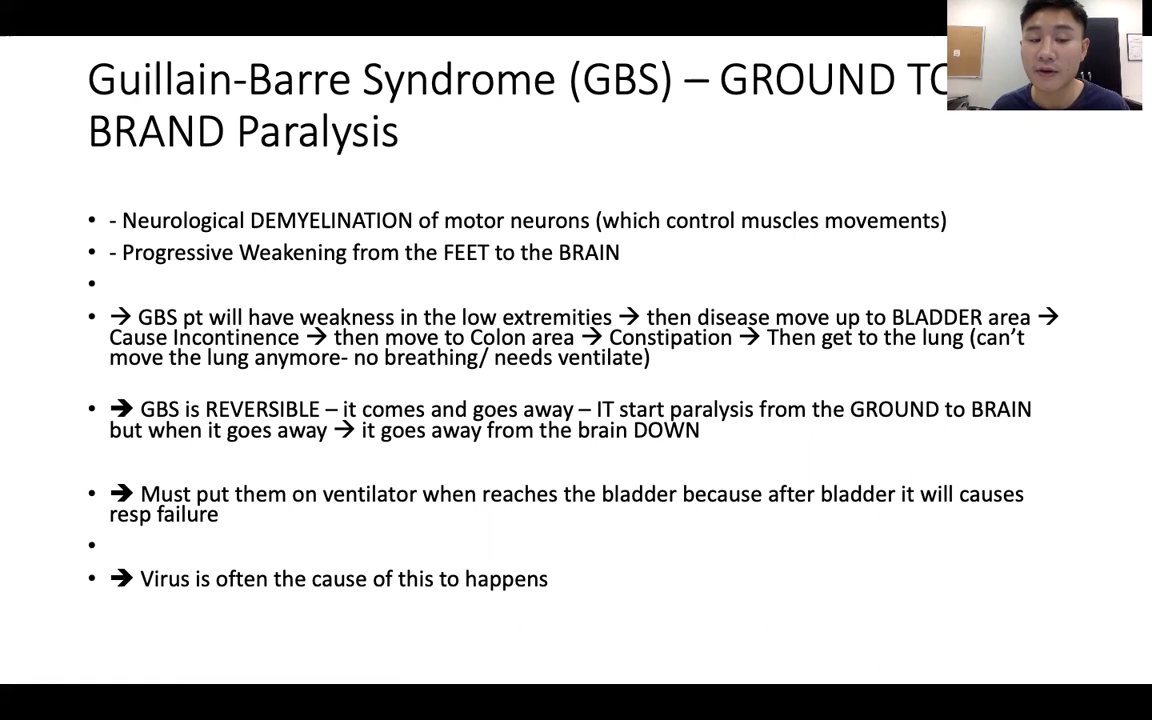 Guillain-Barre Syndrome (GBS) – GROUND TO
BRAND Paralysis
• - Neurological DEMYELINATION of motor neurons (which control muscles movements)
• - Progressive Weakening from the FEET to the BRAIN
•
• → GBS pt will have weakness in the low extremities → then disease move up to BLADDER area →
Cause Incontinence → then move to Colon area → Constipation → Then get to the lung (can’t
move the lung anymore- no breathing/ needs ventilate)
• → GBS is REVERSIBLE – it comes and goes away – IT start paralysis from the GROUND to BRAIN
but when it goes away → it goes away from the brain DOWN
• → Must put them on ventilator when reaches the bladder because after bladder it will causes
resp failure
•
• → Virus is often the cause of this to happens